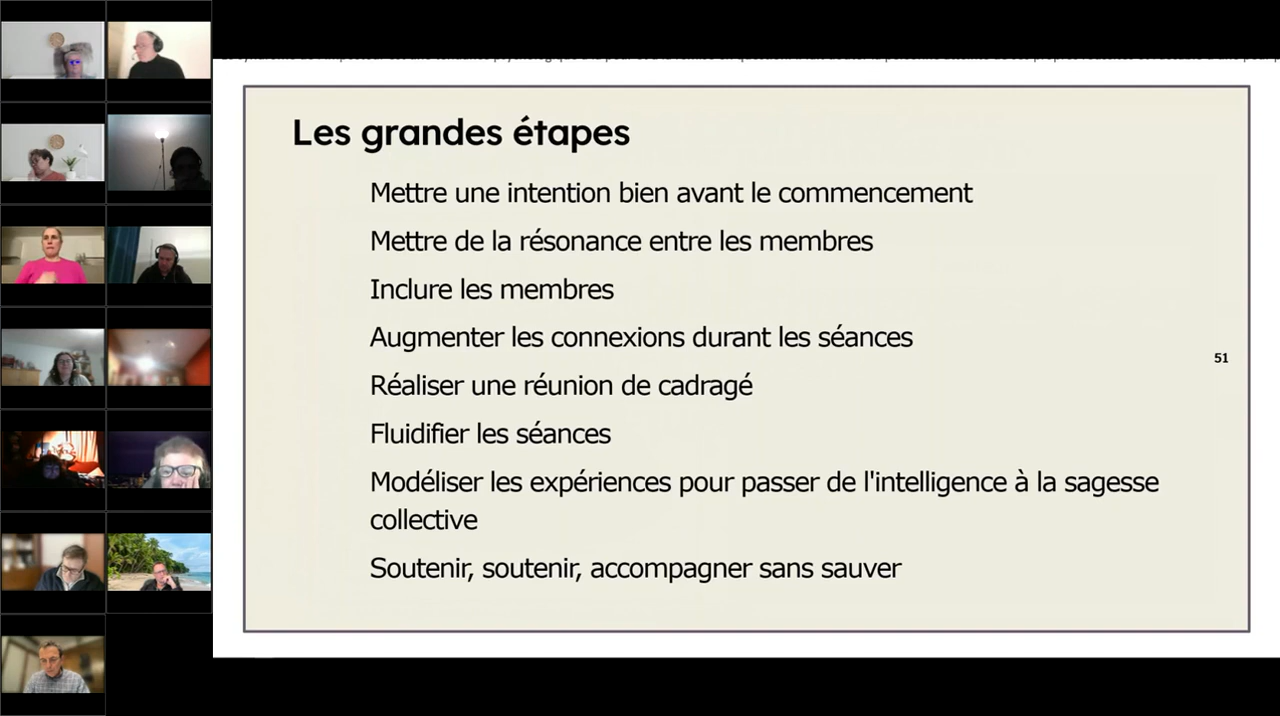 Les grandes étapes
Mettre une intention bien avant le commencement
Mettre de la résonance entre les membres
Inclure les membres
Augmenter les connexions durant les séances
51
Réaliser une réunion de cadragé
Fluidifier les séances
Modéliser les expériences pour passer de l'intelligence à la sagesse
collective
Soutenir, soutenir, accompagner sans sauver